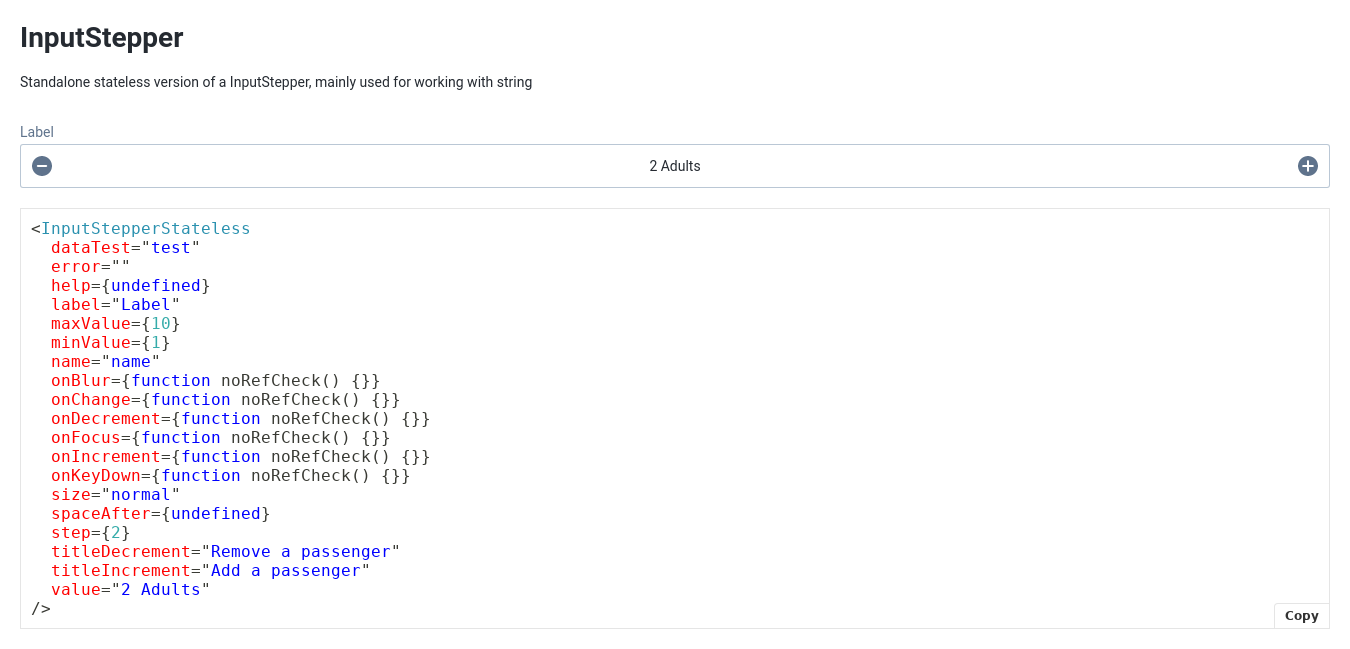 InputStepper
Standalone stateless version of a InputStepper, mainly used for working with string
Label
2 Adults
<InputStepperStateless
  dataTest="test"
  error=""
  help={undefined}
  label="Label"
  maxValue={10}
  minValue={1}
  name="name"
  onBlur={function noRefCheck() {}}
  onChange={function noRefCheck() {}}
  onDecrement={function noRefCheck() {}}
  onFocus={function noRefCheck() {}}
  onIncrement={function noRefCheck() {}}
  onKeyDown={function noRefCheck() {}}
  size="normal"
  spaceAfter={undefined}
  step={2}
  titleDecrement="Remove a passenger"
  titleIncrement="Add a passenger"
  value="2 Adults"
/>
Copy